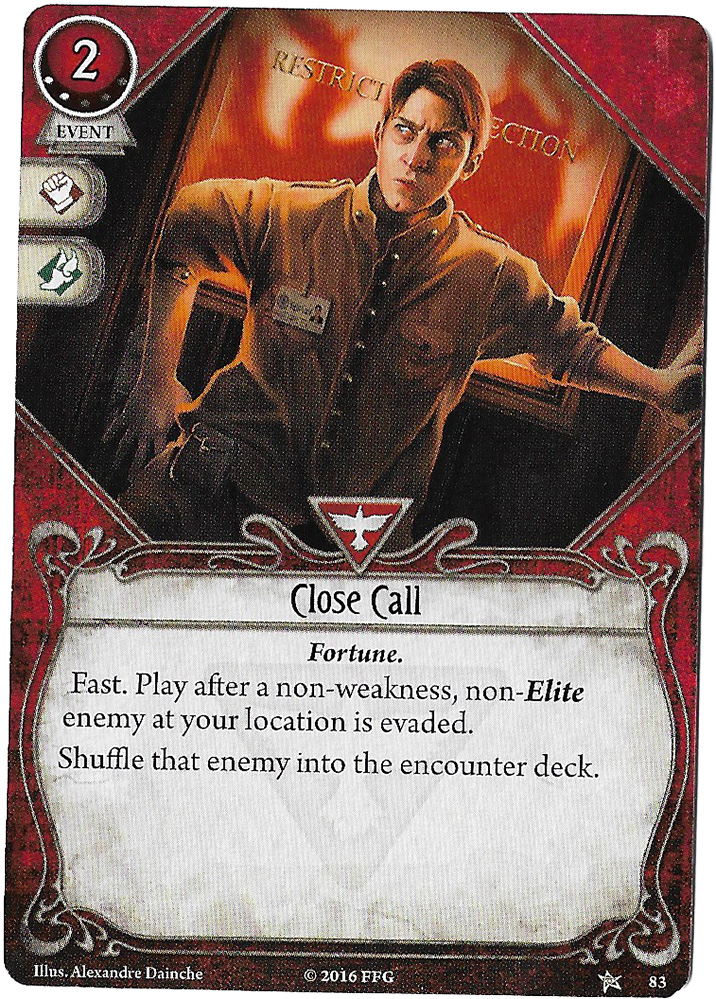 2
EVENT
RESTRICT ECTION
Close Call
Fortune.
Fast. Play after a non-weakness, non-Elite
enemy at your location is evaded.
Shuffle that enemy into the encounter deck.
Illus. Alexandre Dainche
© 2016 FFG
83